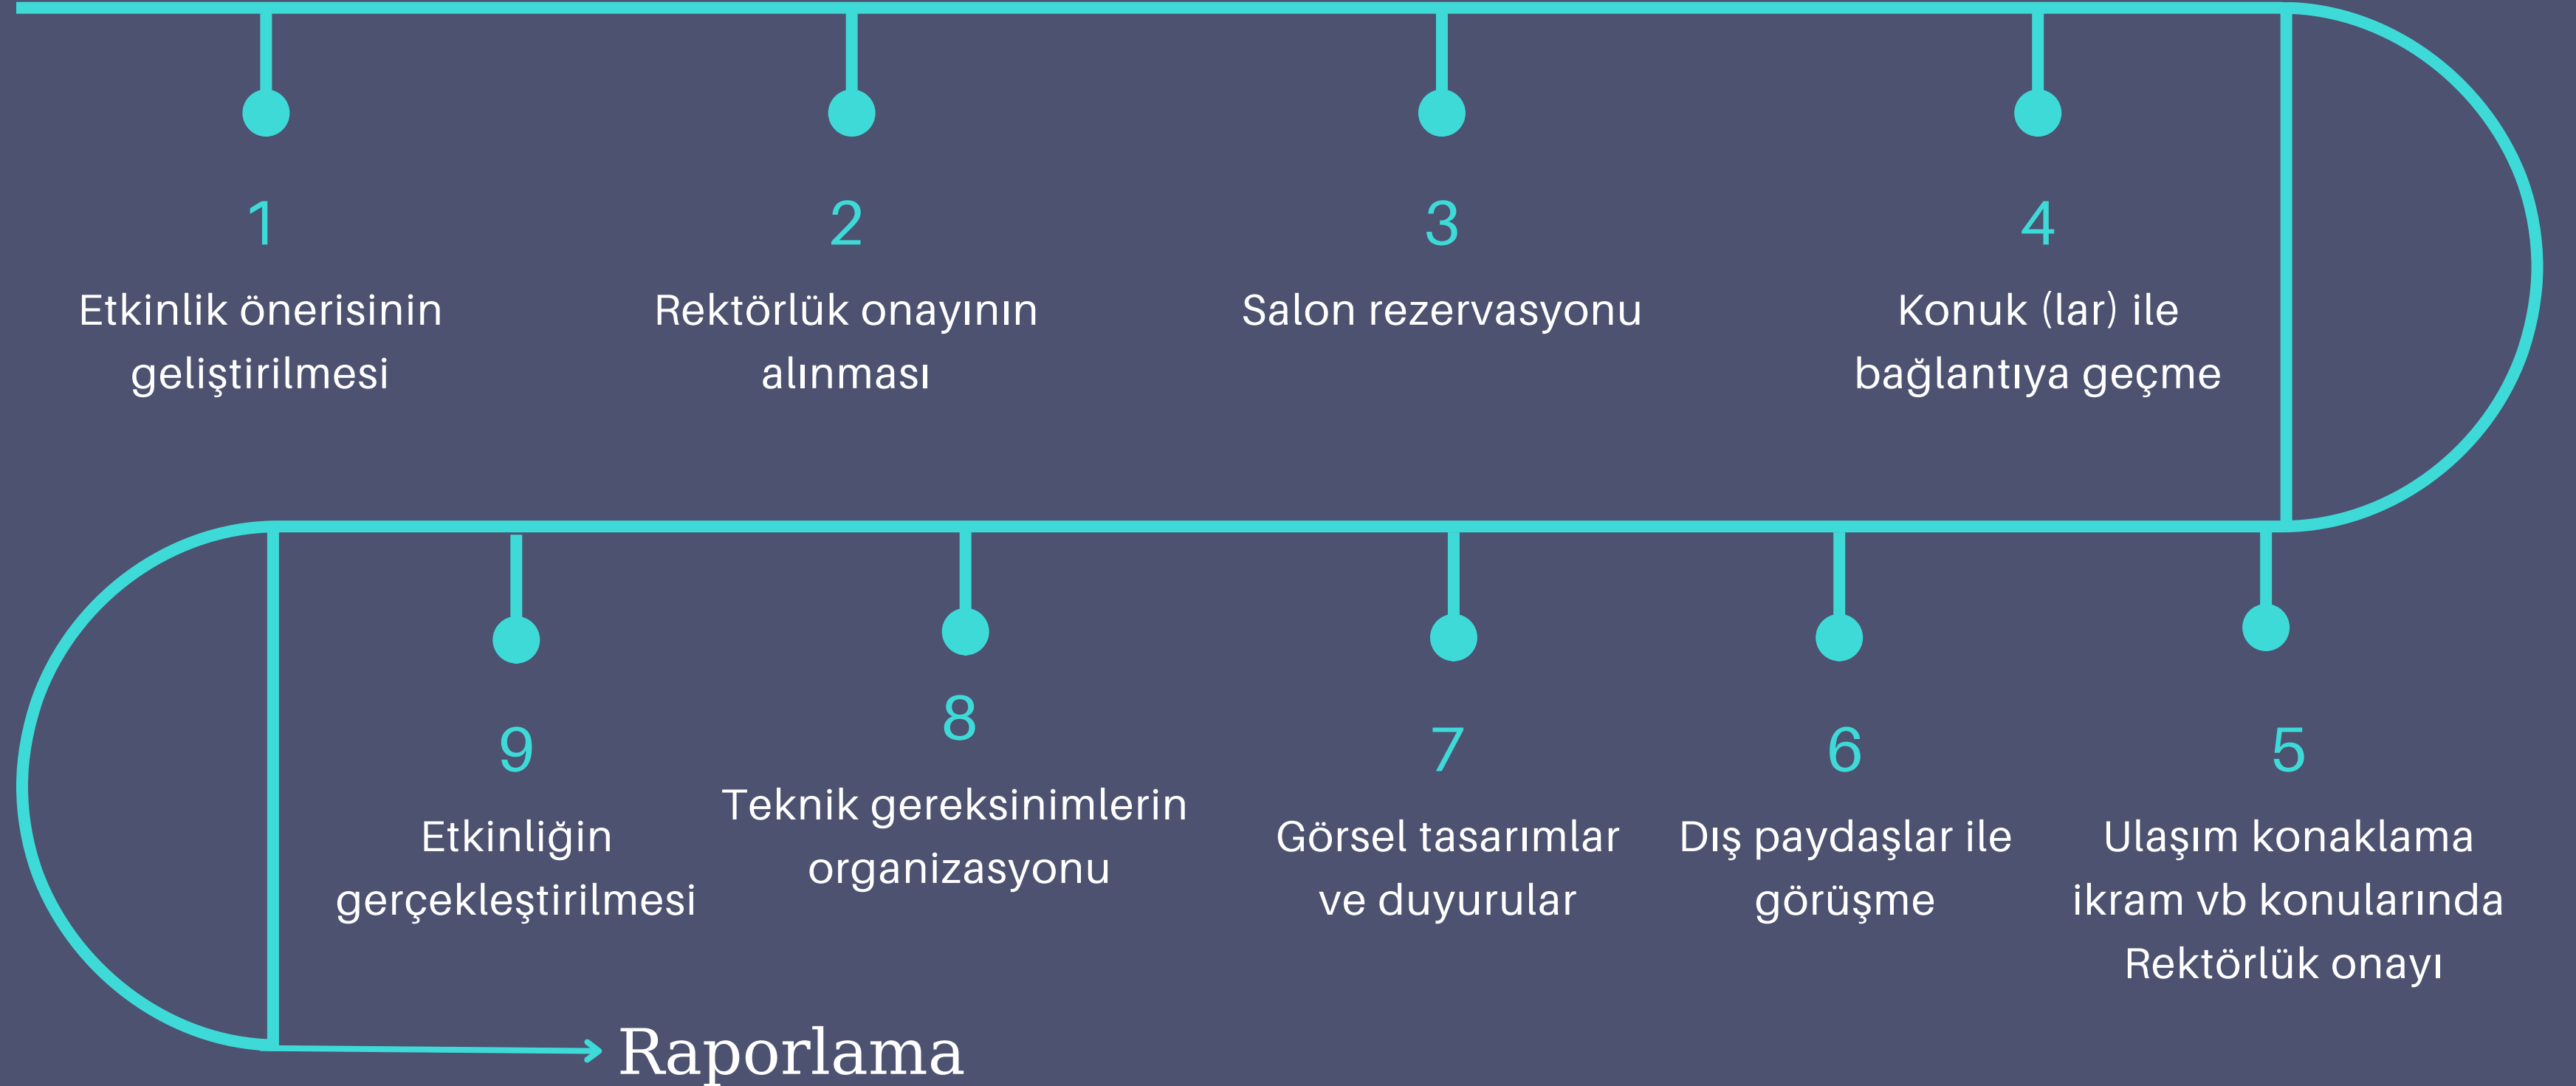 1
Etkinlik önerisinin
geliştirilmesi
2
Rektörlük onayının
alınması
3
Salon rezervasyonu
4
Konuk (lar) ile
bağlantıya geçme
5
Ulaşım konaklama
ikram vb konularında
Rektörlük onayı
6
Dış paydaşlar ile
görüşme
7
Görsel tasarımlar
ve duyurular
8
Teknik gereksinimlerin
organizasyonu
9
Etkinliğin
gerçekleştirilmesi
Raporlama